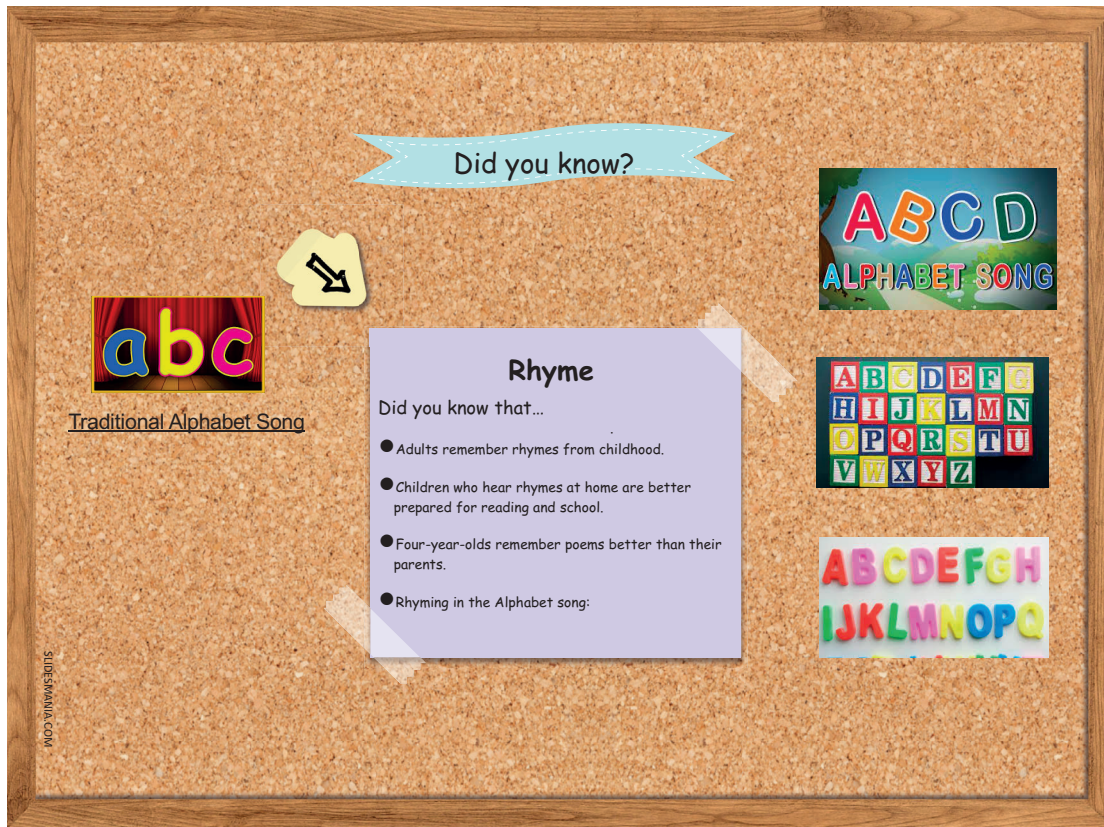 Did you know?
abc
Traditional Alphabet Song
Rhyme
Did you know that...
.
●Adults remember rhymes from childhood.
●Children who hear rhymes at home are better
prepared for reading and school.
●Four-year-olds remember poems better than their
parents.
●Rhyming in the Alphabet song:
ABCD
ALPHABET SONG
ABCDEFG
HIJKLMN
OPQRSTU
VWXYZ
ABCDEFGH
IJKLMNOPQ
SLIDESMANIA.COM